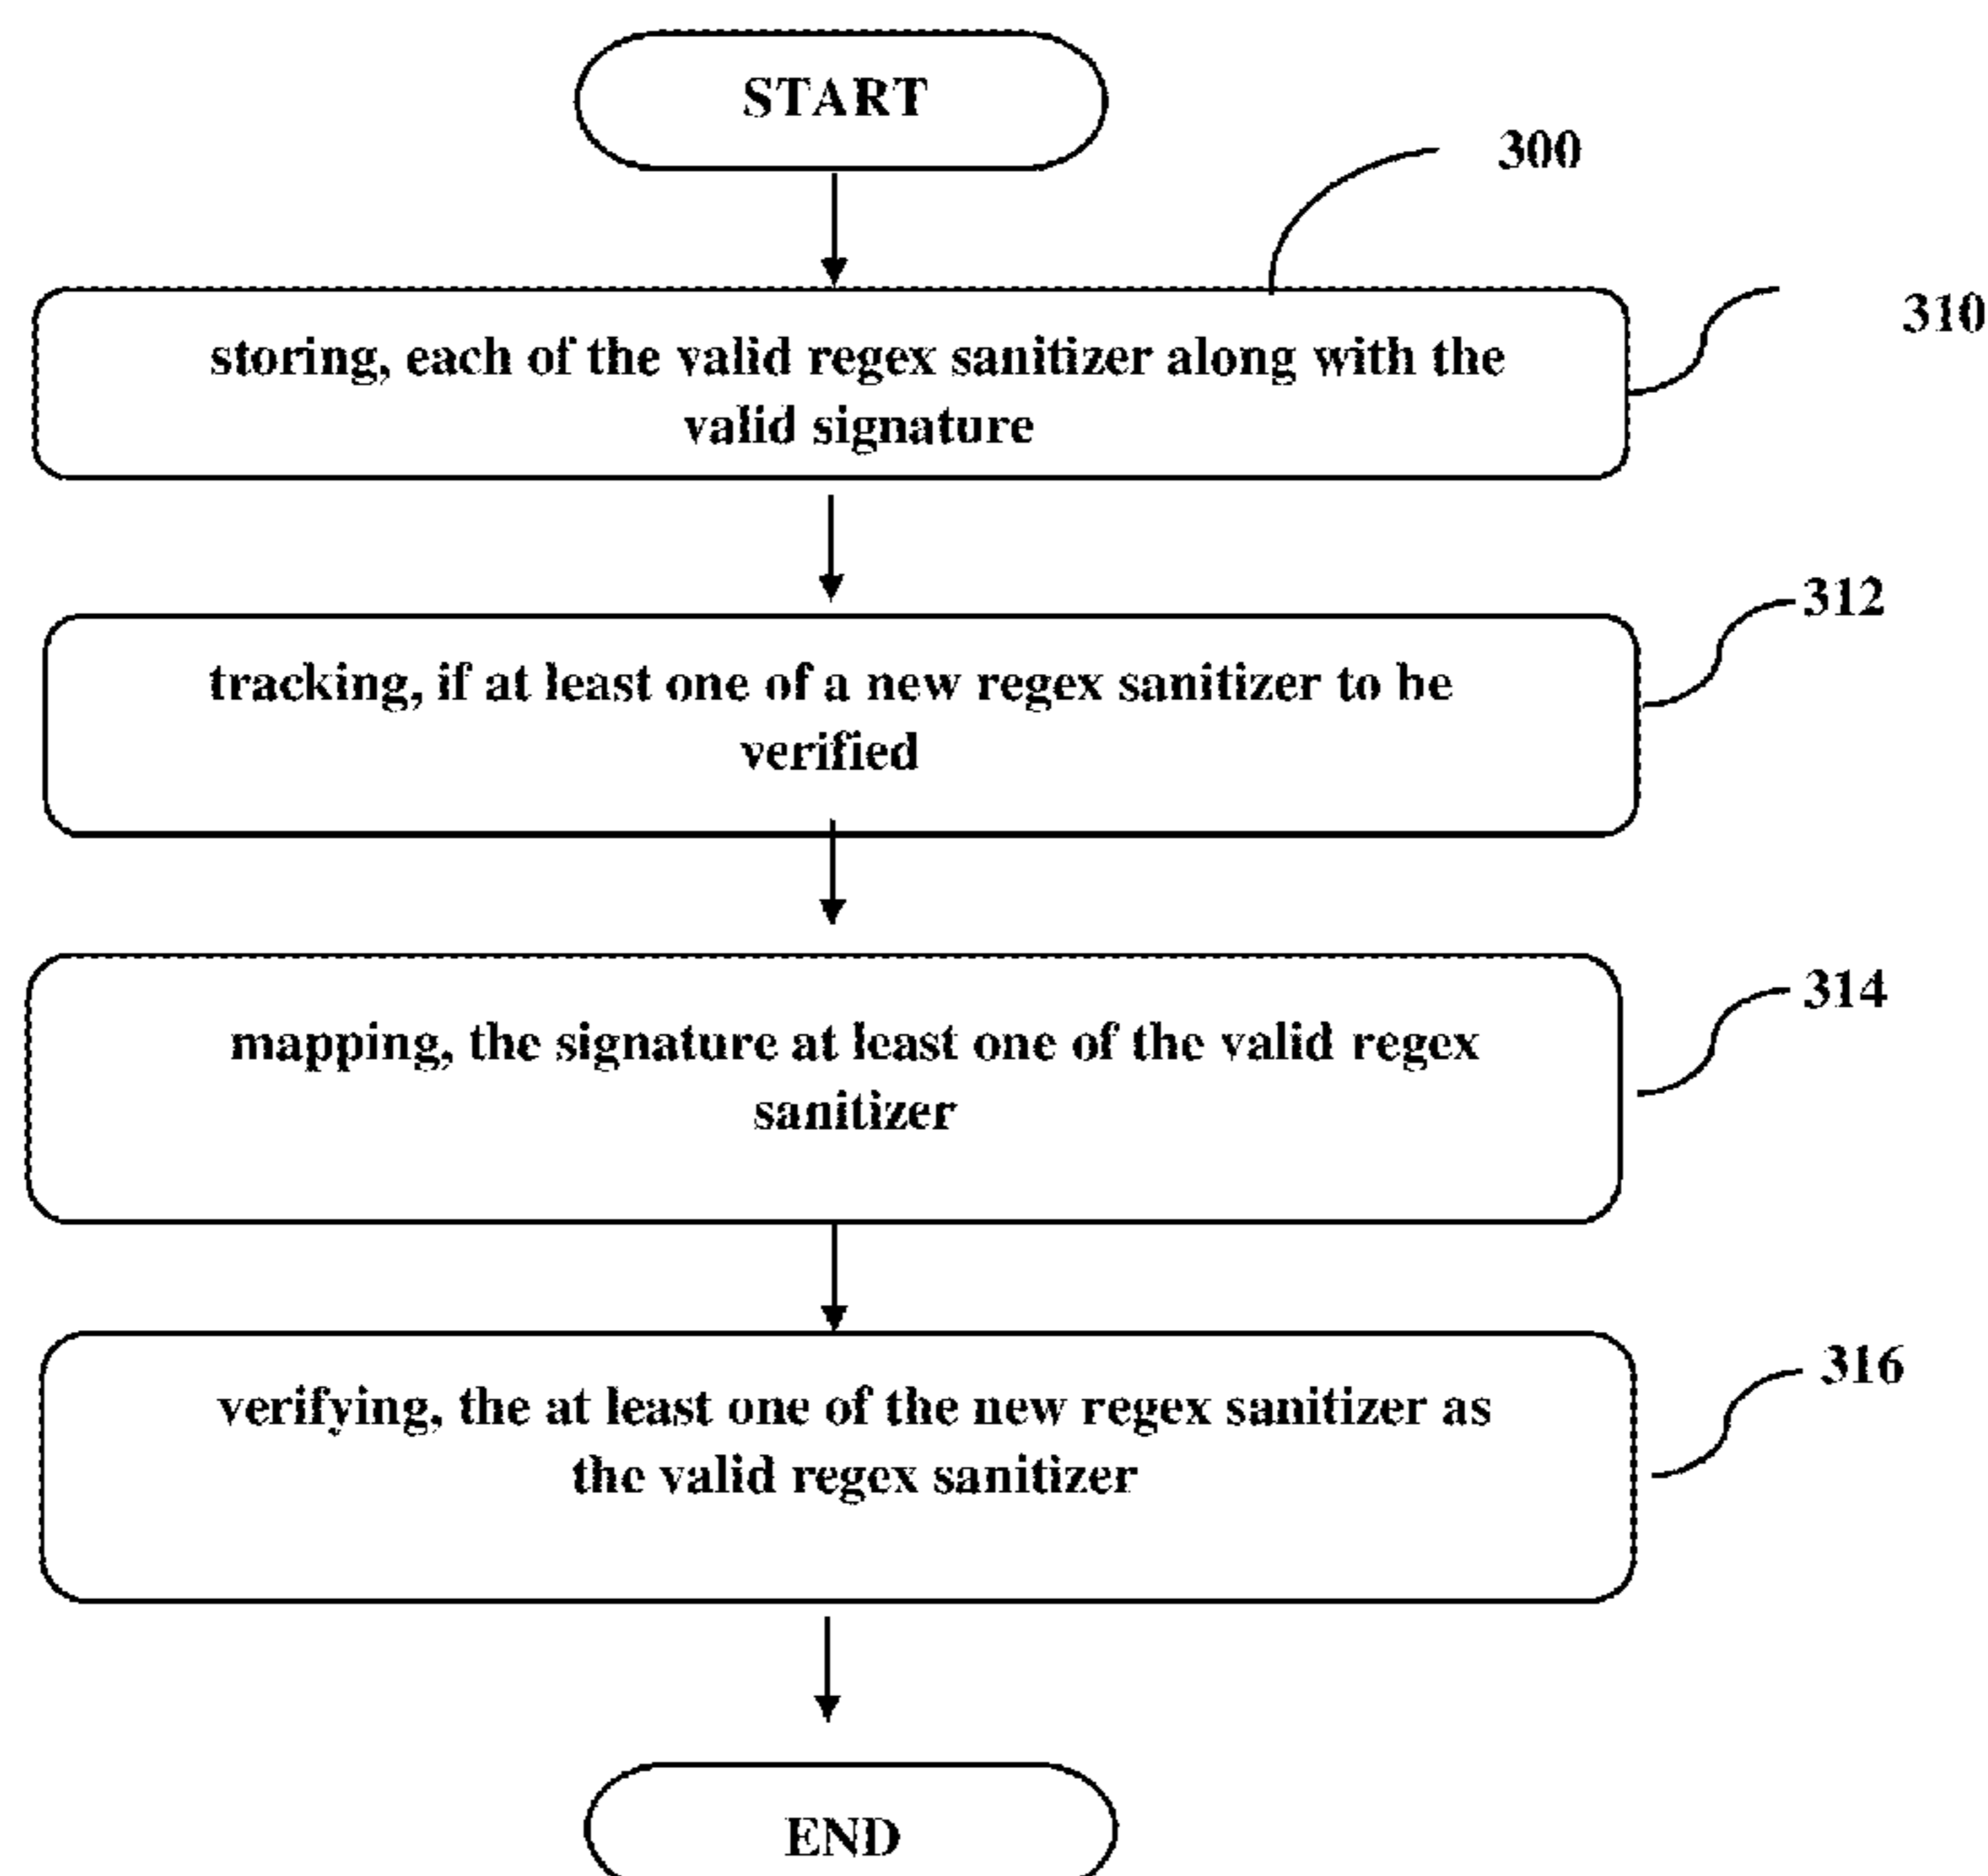 START
300
310
storing, each of the valid regex sanitizer along with the
valid signature
312
tracking, if at least one of a new regex sanitizer to be
verified
314
mapping, the signature at least one of the valid regex
sanitizer
316
verifying, the at least one of the new regex sanitizer as
the valid regex sanitizer
END